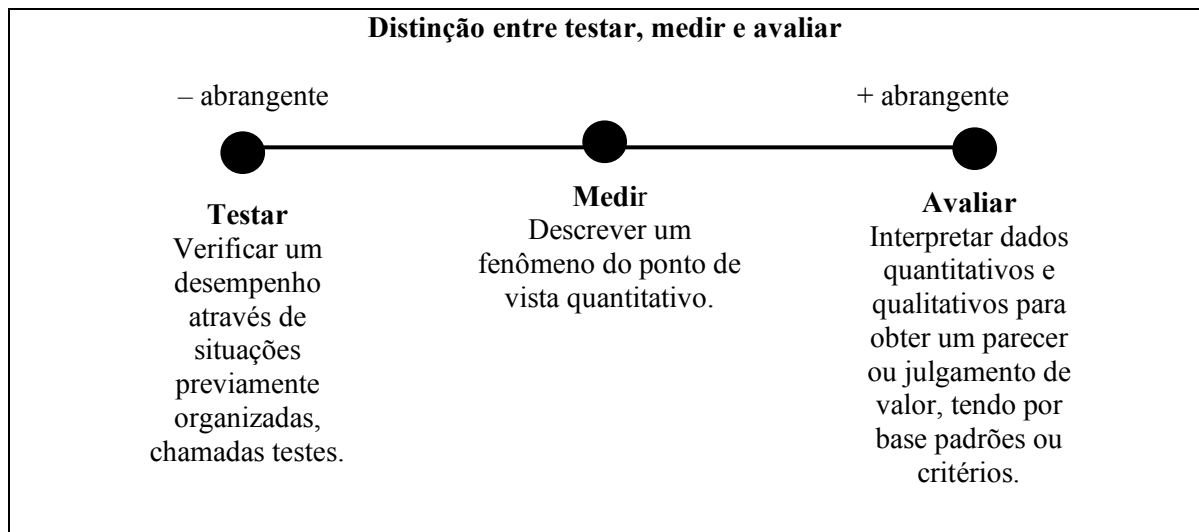 Distinção entre testar, medir e avaliar
– abrangente
+ abrangente
Testar
Verificar um
desempenho
através de
situações
previamente
organizadas,
chamadas testes.
Medir
Descrever um
fenômeno do ponto de
vista quantitativo.
Avaliar
Interpretar dados
quantitativos e
qualitativos para
obter um parecer
ou julgamento de
valor, tendo por
base padrões ou
critérios.